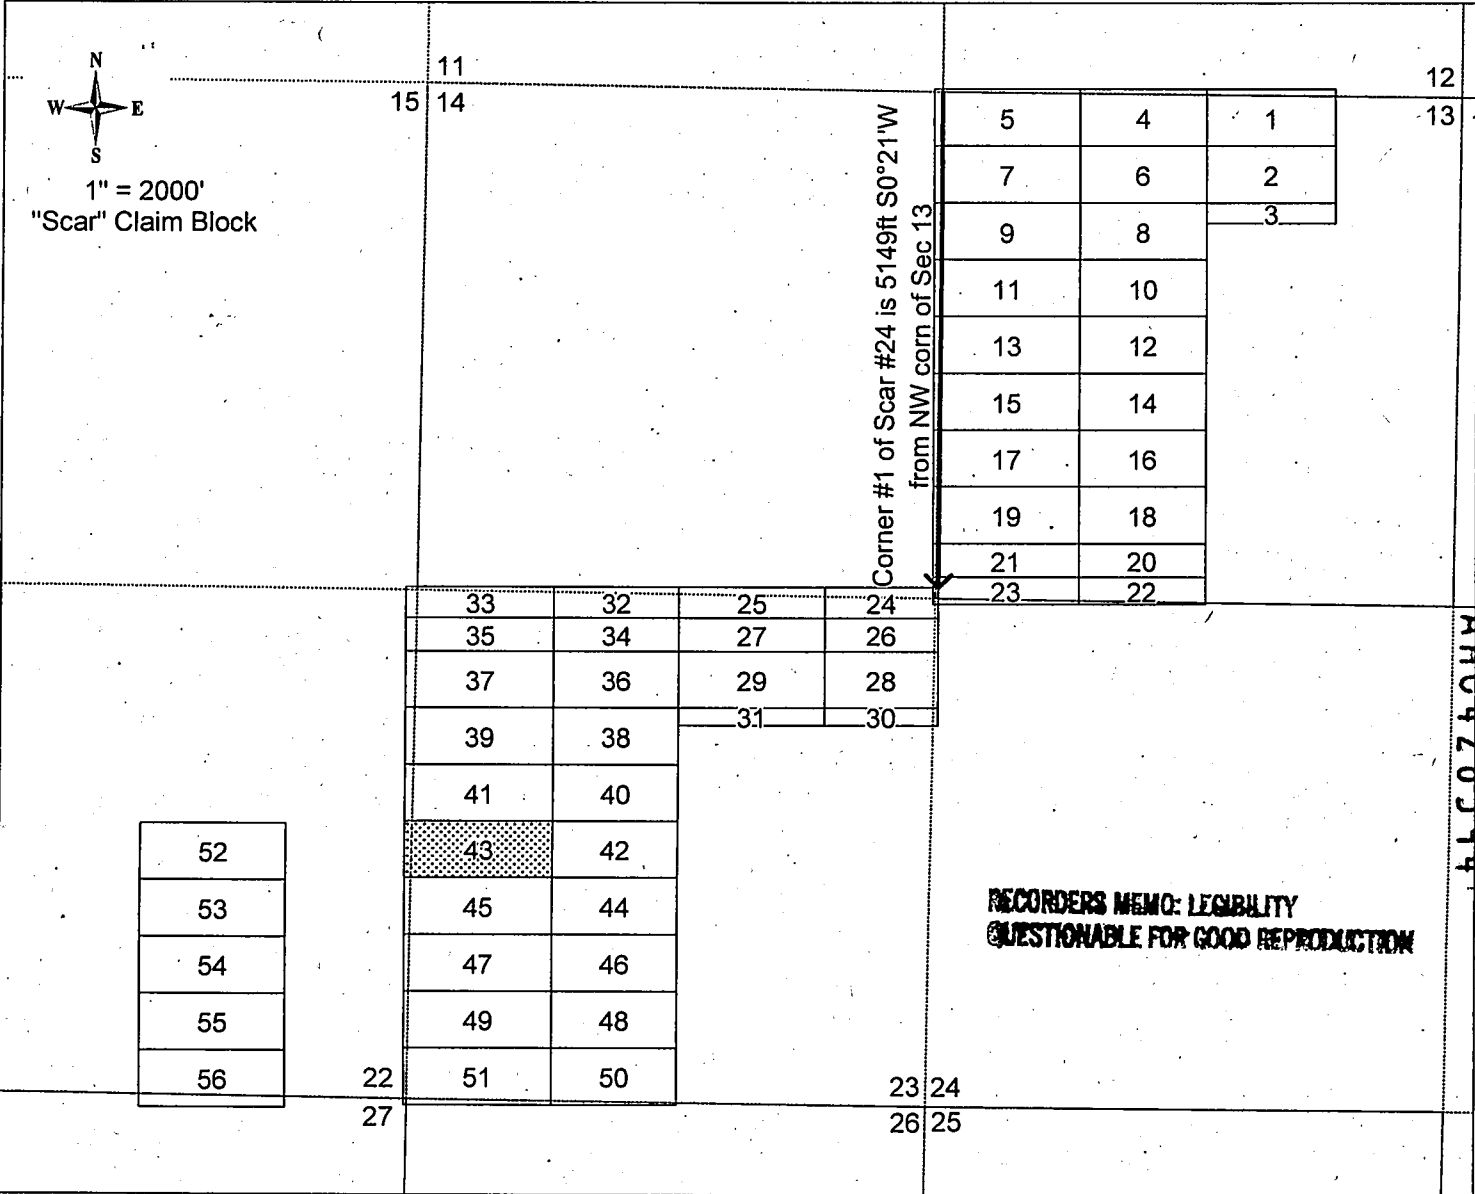 N
W E
S
1" = 2000'
"Scar" Claim Block
11
15 14
12
13
Corner #1 of Scar #24 is 5149ft S0°21'W
from NW corn of Sec 13
5 4 1
7 6 2
3
9 8
11 10
13 12
15 14
17 16
19 18
21 20
23 22
33 32 25 24
35 34 27 26
37 36 29 28
31 30
39 38
41 40
43 42
45 44
47 46
49 48
51 50
52
53
54
55
56
22
27
23 24
26 25
RECORDERS MEMO: LEGIBILITY
QUESTIONABLE FOR GOOD REPRODUCTION